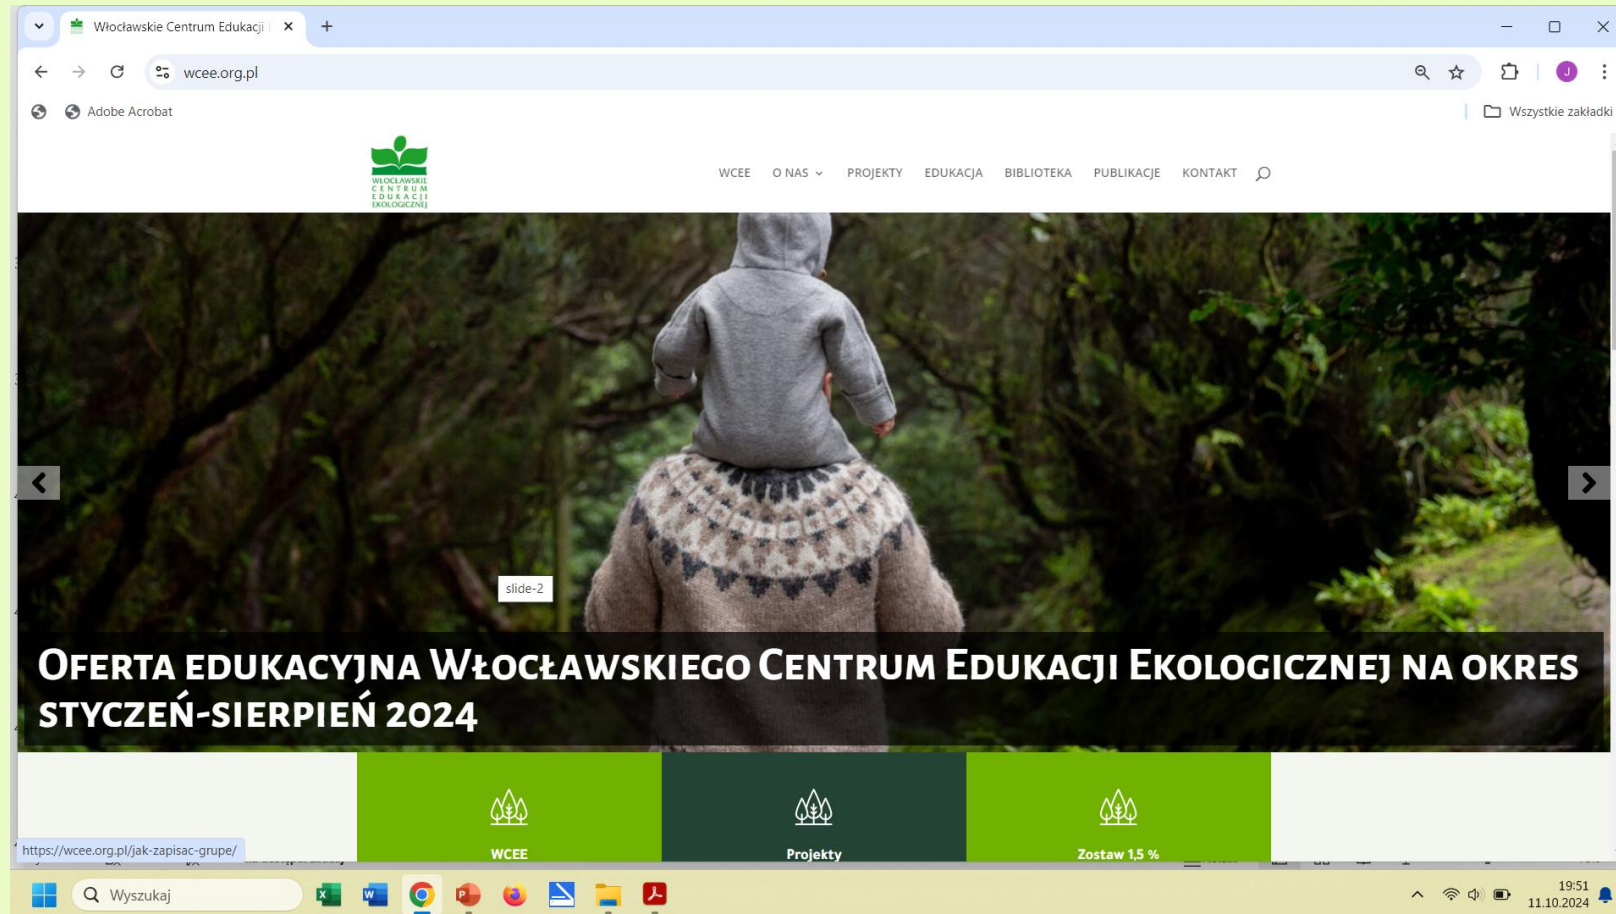 Włocławskie Centrum Edukacji
wcee.org.pl
J
Adobe Acrobat
Wszystkie zakładki
WŁOCŁAWSKIE
CENTRUM
EDUKACJI
EKOLOGICZNEJ
WCEE O NAS PROJEKTY EDUKACJA BIBLIOTEKA PUBLIKACJE KONTAKT
slide-2
OFERTA EDUKACYJNA WŁOCŁAWSKIEGO CENTRUM EDUKACJI EKOLOGICZNEJ NA OKRES
STYCZEŃ-SIERPIEŃ 2024
WCEE Projekty Zostaw 1,5 %
https://wcee.org.pl/jak-zapisac-grupe/
Wyszukaj
19:51
11.10.2024